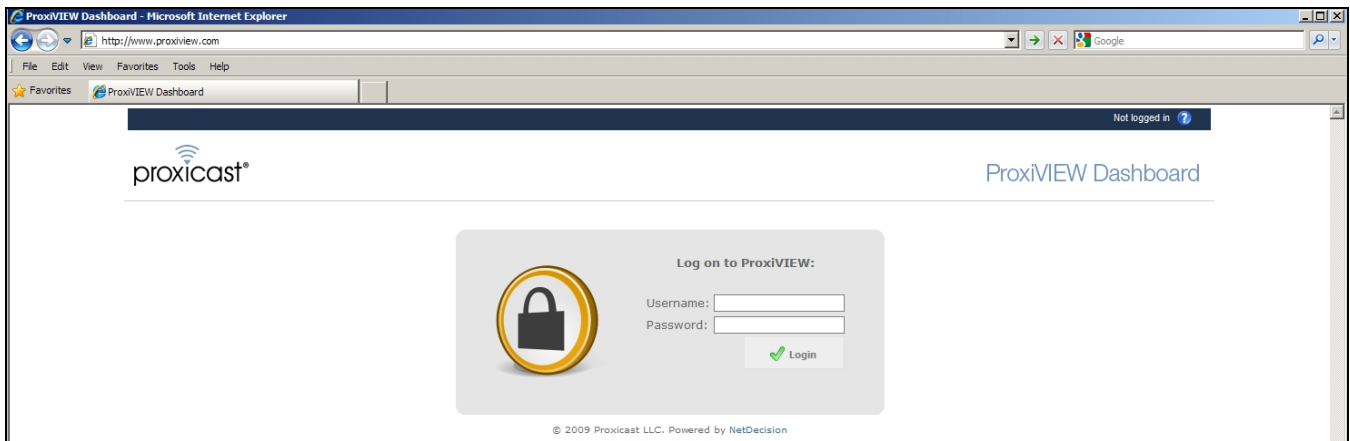 ProxiVIEW Dashboard - Microsoft Internet Explorer
http://www.proxiview.com
Google
File Edit View Favorites Tools Help
Favorites
ProxiVIEW Dashboard
Not logged in ?
proxicast®
ProxiVIEW Dashboard
Log on to ProxiVIEW:
Username:
Password:
Login
© 2009 Proxicast LLC. Powered by NetDecision